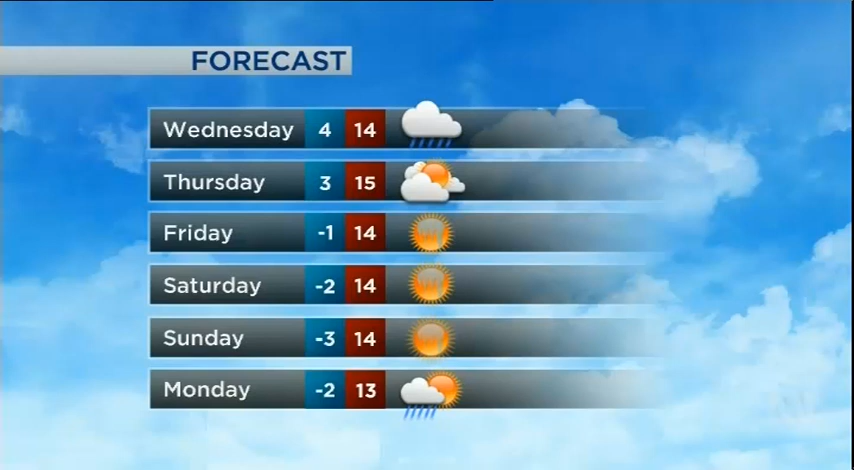 FORECAST
Wednesday 4 14
Thursday 3 15
Friday -1 14
Saturday -2 14
Sunday -3 14
Monday -2 13